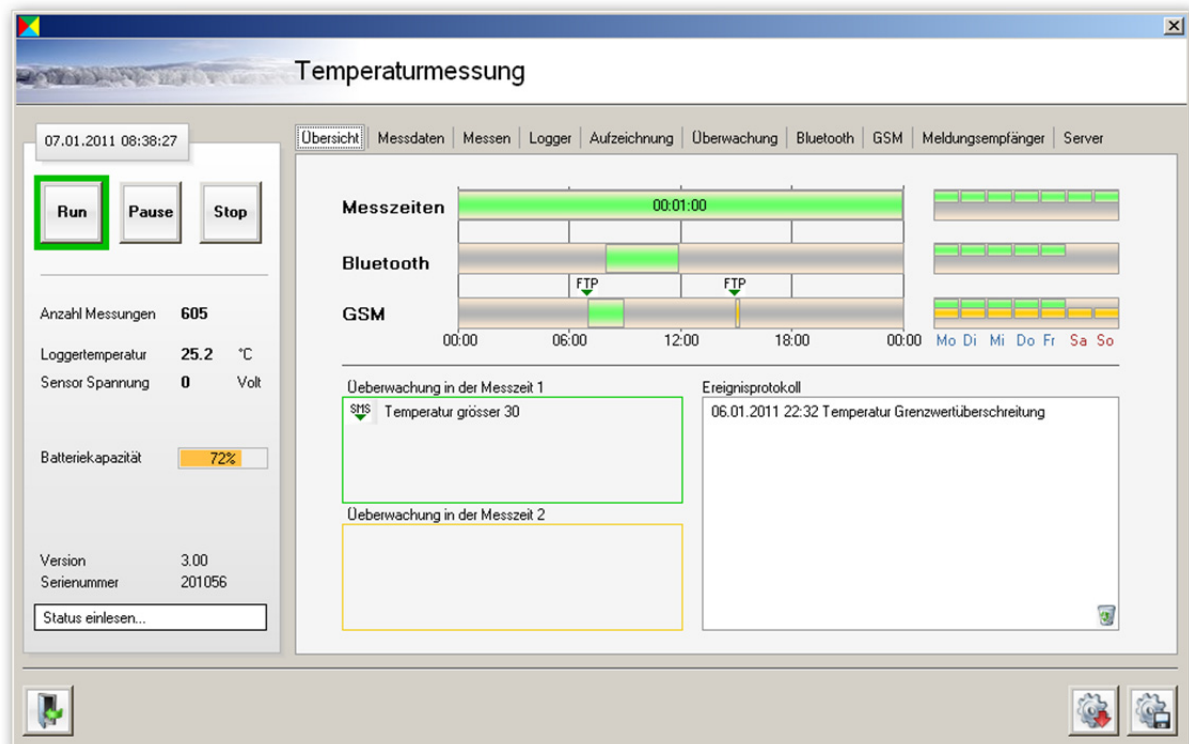 Temperaturmessung
07.01.2011 08:38:27
Run Pause Stop
Anzahl Messungen 605
Loggertemperatur 25.2 °C
Sensor Spannung 0 Volt
Batteriekapazität 72%
Version 3.00
Serienummer 201056
Status einlesen...
Übersicht Messdaten Messen Logger Aufzeichnung Überwachung Bluetooth GSM Meldungsempfänger Server
Messzeiten 00:01:00
Bluetooth
FTP FTP
GSM
00:00 06:00 12:00 18:00 00:00 Mo Di Mi Do Fr Sa So
Üeberwachung in der Messzeit 1
SMS Temperatur grösser 30
Üeberwachung in der Messzeit 2
Ereignisprotokoll
06.01.2011 22:32 Temperatur Grenzwertüberschreitung